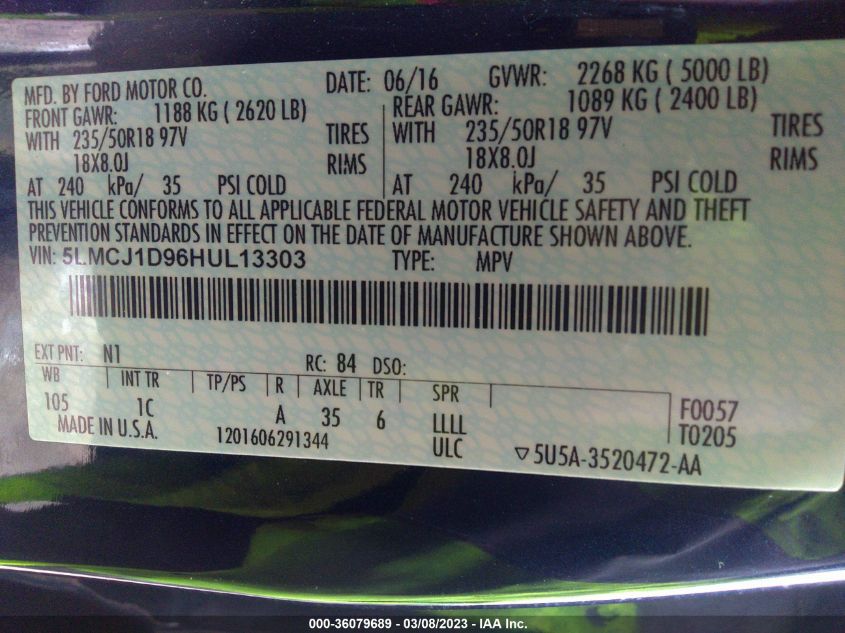 MFD. BY FORD MOTOR CO. DATE: 06/16 GVWR: 2268 KG ( 5000 LB)
FRONT GAWR: 1188 KG ( 2620 LB) REAR GAWR: 1089 KG ( 2400 LB)
WITH 235/50R18 97V TIRES WITH 235/50R18 97V TIRES
18X8.0J RIMS 18X8.0J RIMS
AT 240 kPa/ 35 PSI COLD AT 240 kPa/ 35 PSI COLD
THIS VEHICLE CONFORMS TO ALL APPLICABLE FEDERAL MOTOR VEHICLE SAFETY AND THEFT
PREVENTION STANDARDS IN EFFECT ON THE DATE OF MANUFACTURE SHOWN ABOVE.
VIN: 5LMCJ1D96HUL13303 TYPE: MPV
EXT PNT: N1 RC: 84 DSO:
WB INT TR TP/PS R AXLE TR SPR
105 1C A 35 6 LLLL F0057
MADE IN U.S.A. 1201606291344 ULC T0205
▽5U5A-3520472-AA
000-36079689 - 03/08/2023 - IAA Inc.